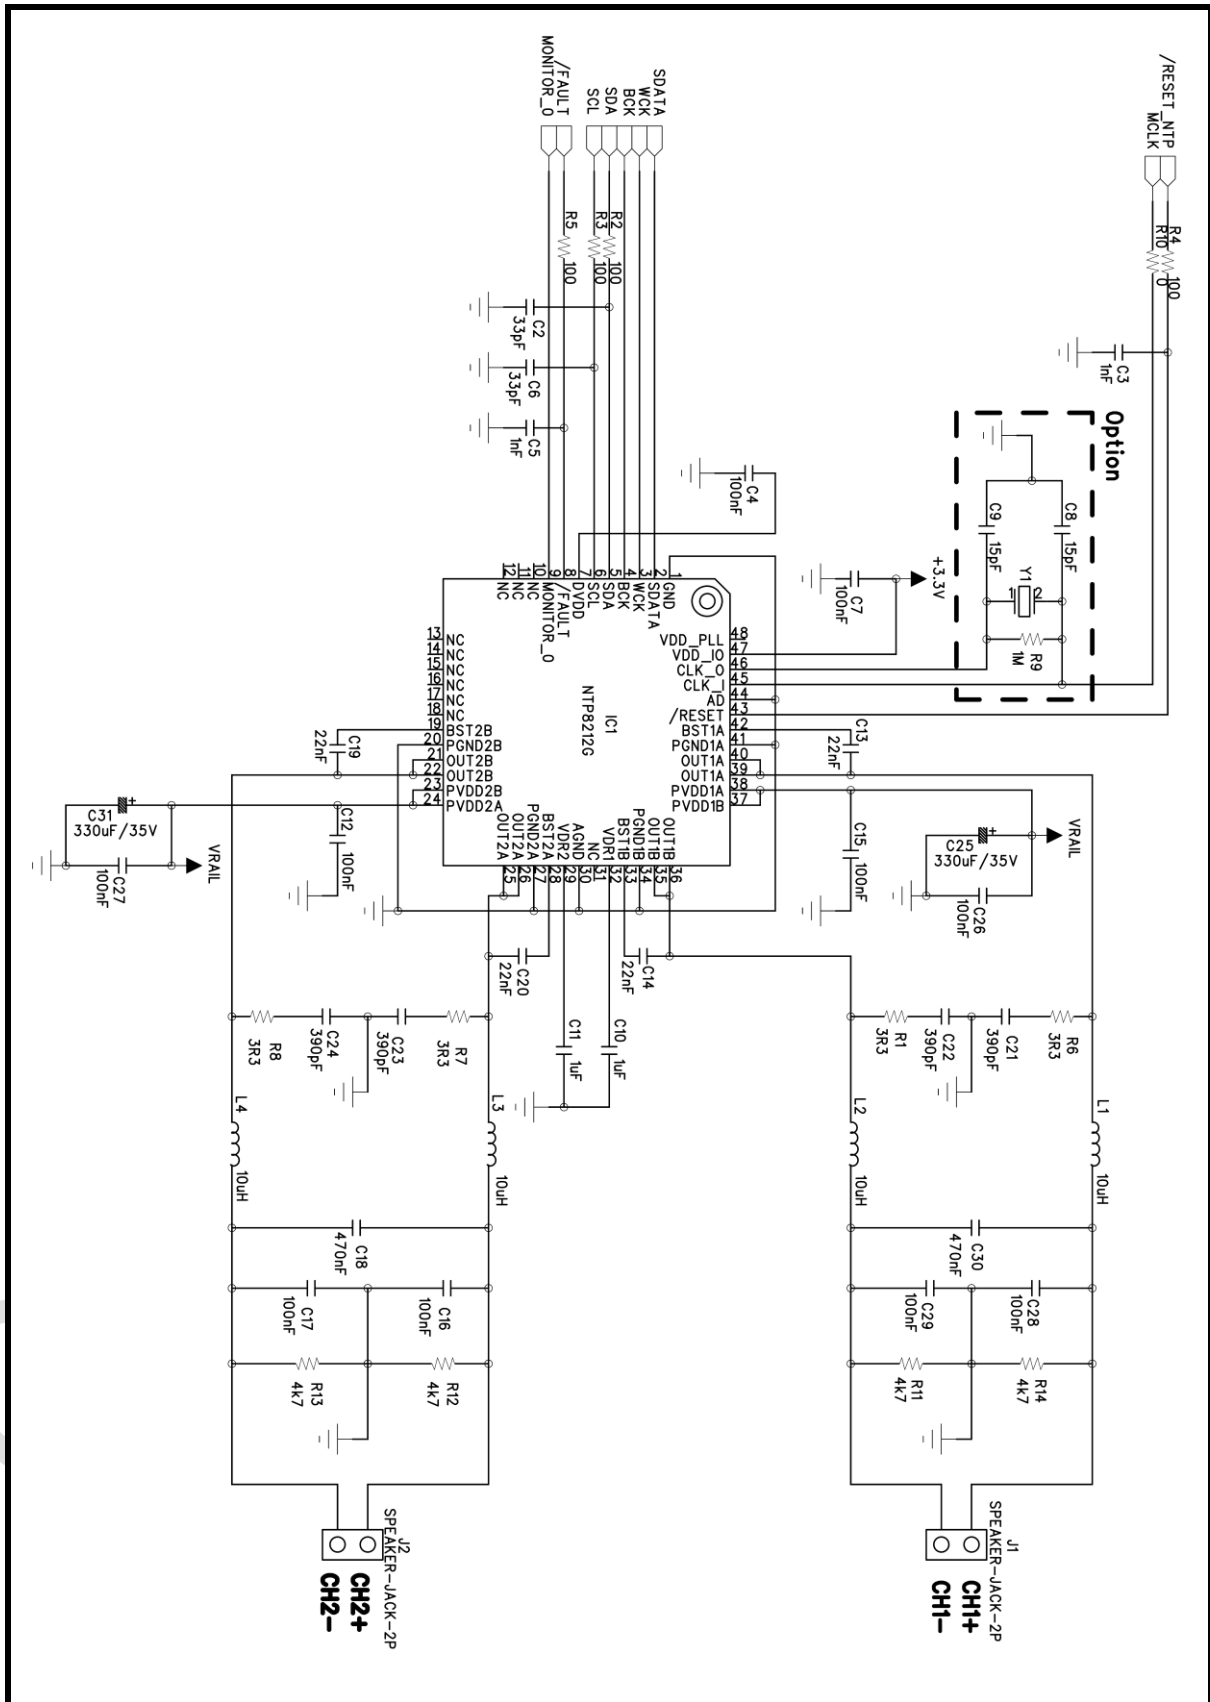 /RESET_NTP
MCLK
R4
100
R10
0
C3
1nF
SDATA
WCK
BCK
SDA
SCL
/FAULT
MONITOR_0
R2
100
R3
100
R5
100
C2
33pF
C6
33pF
C5
1nF
C4
100nF
Option
C8
15pF
C9
15pF
Y1
1
2
R9
1M
+3.3V
C7
100nF
IC1
NTP8212G
1
GND
2
SDATA
3
WCK
4
BCK
5
SDA
6
SCL
7
DVDD
8
/FAULT
9
MONITOR_0
10
NC
11
NC
12
NC
13 NC
14 NC
15 NC
16 NC
17 NC
18 NC
19 BST2B
20 PGND2B
21 OUT2B
22 OUT2B
23 PVDD2B
24 PVDD2A
OUT2A 25
OUT2A 26
PGND2A 27
BST2A 28
VDR2 29
AGND 30
NC 31
VDR1 32
BST1B 33
PGND1B 34
OUT1B 35
OUT1B 36
VDD_PLL 48
VDD_IO 47
CLK_O 46
CLK_I 45
AD 44
/RESET 43
BST1A 42
PGND1A 41
OUT1A 40
OUT1A 39
PVDD1A 38
PVDD1B 37
C13
22nF
C19
22nF
C31
330uF/35V
C27
100nF
VRAIL
C12
100nF
C15
100nF
C25
330uF/35V
C26
100nF
VRAIL
C20
22nF
C14
22nF
C11
1uF
C10
1uF
R8
3R3
C24
390pF
C23
390pF
R7
3R3
R1
3R3
C22
390pF
C21
390pF
R6
3R3
L4
10uH
L3
10uH
L2
10uH
L1
10uH
C18
470nF
C30
470nF
C17
100nF
C16
100nF
C29
100nF
C28
100nF
R13
4k7
R12
4k7
R11
4k7
R14
4k7
J2
SPEAKER-JACK-2P
CH2+
CH2-
J1
SPEAKER-JACK-2P
CH1+
CH1-